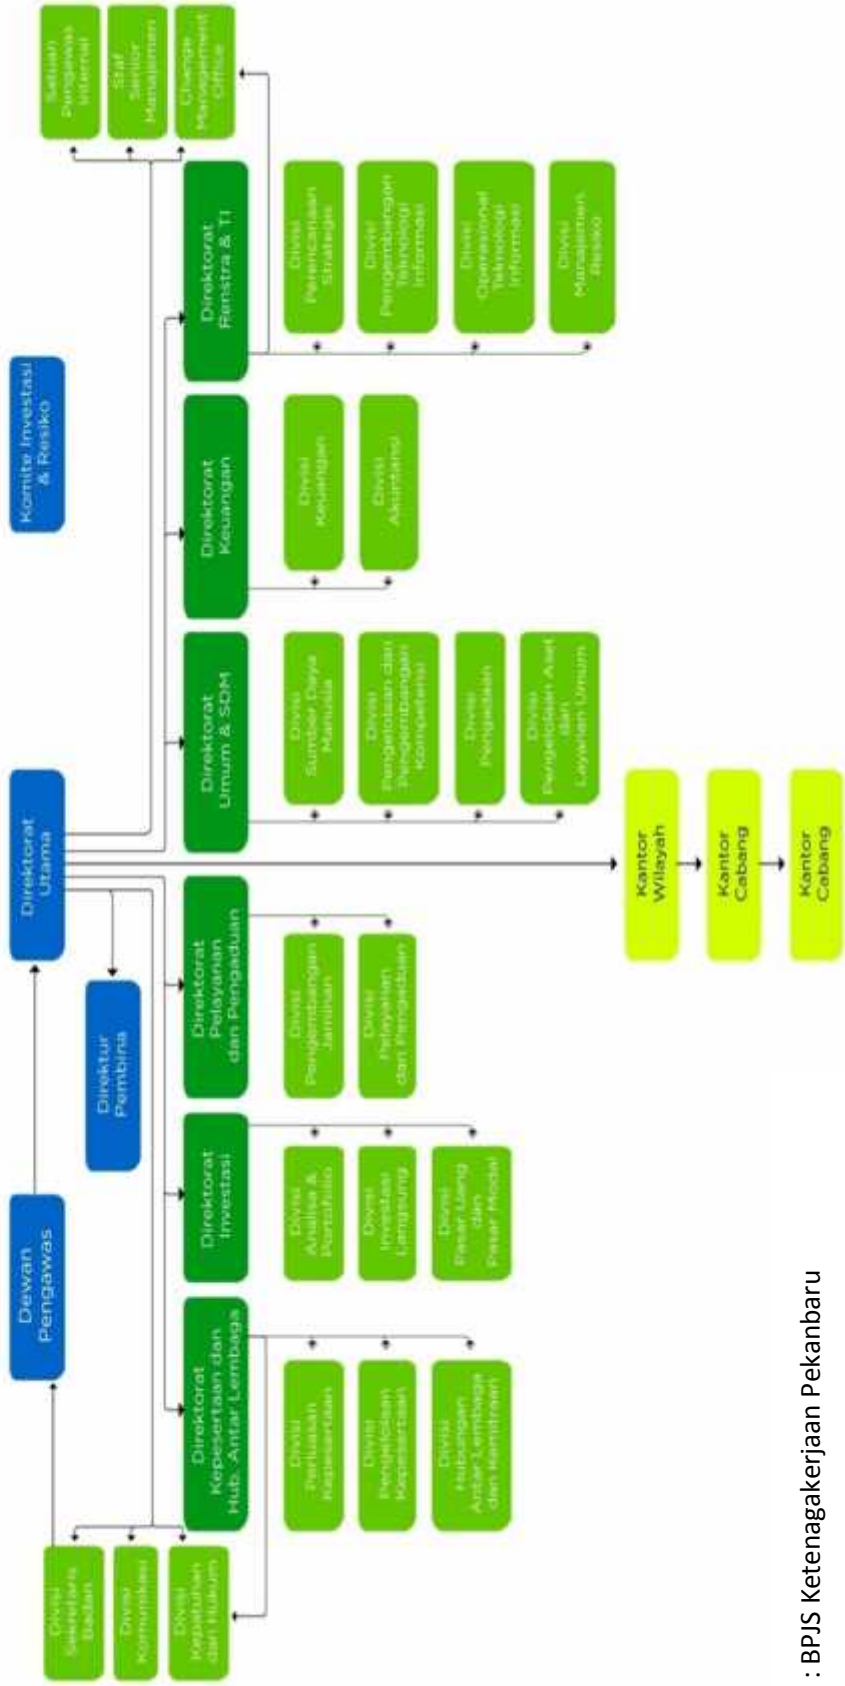 Dewan
Pengawas
Direktorat
Utama
Komite Investasi
& Resiko
Direktur
Pembina
Divisi
Sekretaris
Badan
Divisi
Komunikasi
Divisi
Kepatuhan
dan Hukum
Satuan
Pengawas
Internal
Staf
Senior
Manajemen
Change
Management
Office
Direktorat
Kepesertaan dan
Hub. Antar Lembaga
Direktorat
Investasi
Direktorat
Pelayanan
dan Pengaduan
Direktorat
Umum & SDM
Direktorat
Keuangan
Direktorat
Renstra & TI
Divisi
Perluasan
Kepesertaan
Divisi
Pengelolaan
Kepesertaan
Divisi
Hubungan
Antar Lembaga
dan Kemitraan
Divisi
Analisa &
Portofolio
Divisi
Investasi
Langsung
Divisi
Pasar Uang
dan
Pasar Modal
Divisi
Pengembangan
Jaminan
Divisi
Pelayanan
dan Pengaduan
Divisi
Sumber Daya
Manusia
Divisi
Pengelolaan dan
Pengembangan
Kompetensi
Divisi
Pengadaan
Divisi
Pengelolaan Aset
dan
Layanan Umum
Divisi
Keuangan
Divisi
Akuntansi
Divisi
Perencanaan
Strategis
Divisi
Pengembangan
Teknologi
Informasi
Divisi
Operasional
Teknologi
Informasi
Divisi
Manajemen
Resiko
Kantor
Wilayah
Kantor
Cabang
Kantor
Cabang
: BPJS Ketenagakerjaan Pekanbaru